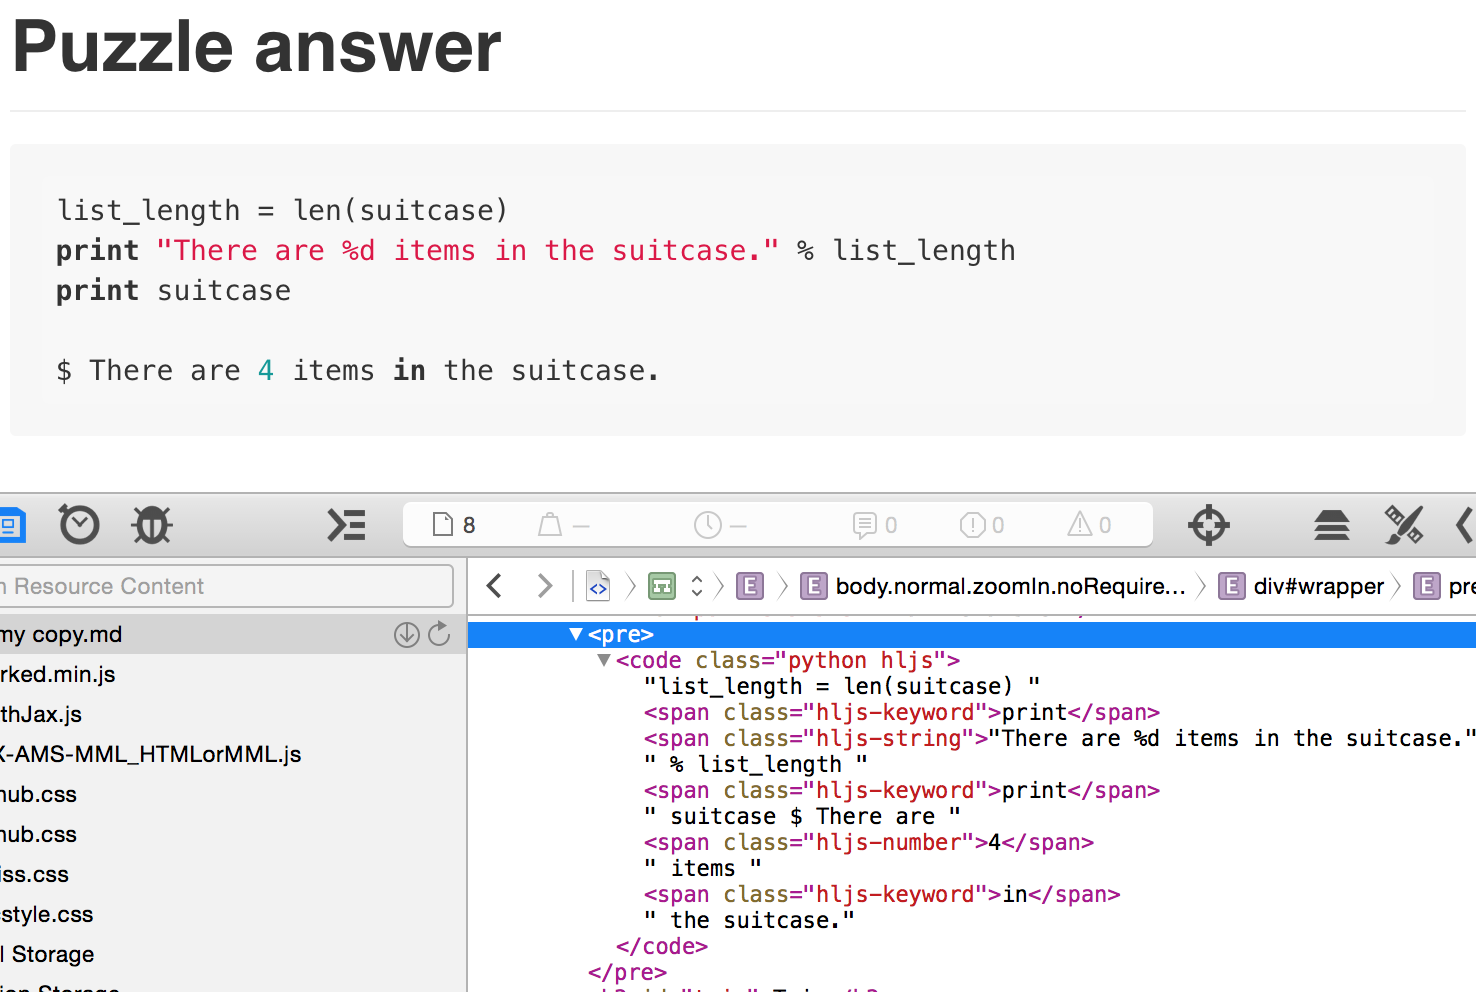 Puzzle answer
list_length = len(suitcase)
print "There are %d items in the suitcase." % list_length
print suitcase
$ There are 4 items in the suitcase.
8 — — 0 0 0
Resource Content
body.normal.zoomIn.noRequire... E div#wrapper E pre
my copy.md
rked.min.js
thJax.js
X-AMS-MML_HTMLorMML.js
hub.css
hub.css
iss.css
style.css
l Storage
<pre>
<code class="python hljs">
"list_length = len(suitcase) "
<span class="hljs-keyword">print</span>
<span class="hljs-string">"There are %d items in the suitcase."
" % list_length "
<span class="hljs-keyword">print</span>
" suitcase $ There are "
<span class="hljs-number">4</span>
" items "
<span class="hljs-keyword">in</span>
" the suitcase."
</code>
</pre>